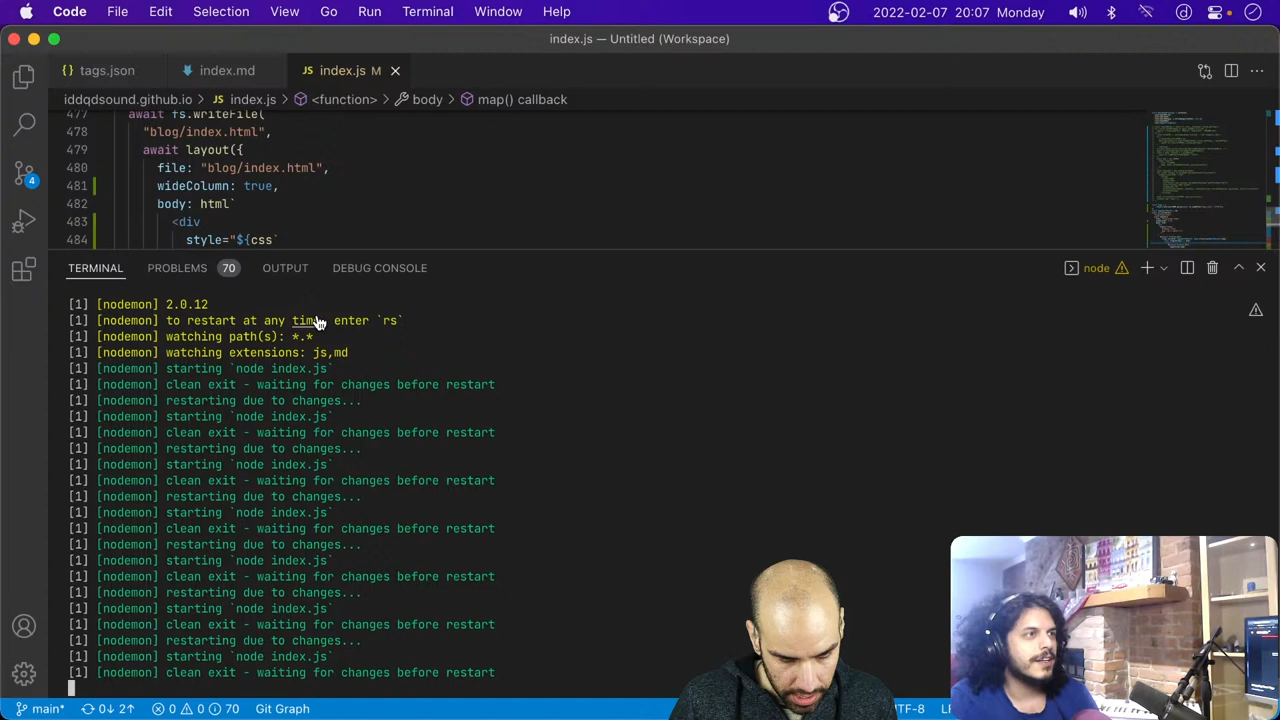 Code File Edit Selection View Go Run Terminal Window Help 2022-02-07 20:07 Monday
index.js — Untitled (Workspace)
tags.json index.md JS index.js M
iddqdsound.github.io > JS index.js > <function> > body > map() callback
477 await fs.writeFile(
478 "blog/index.html",
479 await layout({
480 file: "blog/index.html",
481 wideColumn: true,
482 body: html`
483 <div
484 style="${css`
4
TERMINAL PROBLEMS 70 OUTPUT DEBUG CONSOLE node
[1] [nodemon] 2.0.12
[1] [nodemon] to restart at any time, enter `rs`
[1] [nodemon] watching path(s): *.*
[1] [nodemon] watching extensions: js,md
[1] [nodemon] starting `node index.js`
[1] [nodemon] clean exit - waiting for changes before restart
[1] [nodemon] restarting due to changes...
[1] [nodemon] starting `node index.js`
[1] [nodemon] clean exit - waiting for changes before restart
[1] [nodemon] restarting due to changes...
[1] [nodemon] starting `node index.js`
[1] [nodemon] clean exit - waiting for changes before restart
[1] [nodemon] restarting due to changes...
[1] [nodemon] starting `node index.js`
[1] [nodemon] clean exit - waiting for changes before restart
[1] [nodemon] restarting due to changes...
[1] [nodemon] starting `node index.js`
[1] [nodemon] clean exit - waiting for changes before restart
[1] [nodemon] restarting due to changes...
[1] [nodemon] starting `node index.js`
[1] [nodemon] clean exit - waiting for changes before restart
[1] [nodemon] restarting due to changes...
[1] [nodemon] starting `node index.js`
[1] [nodemon] clean exit - waiting for changes before restart
main* 0↓ 2↑ 0 0 70 Git Graph UTF-8